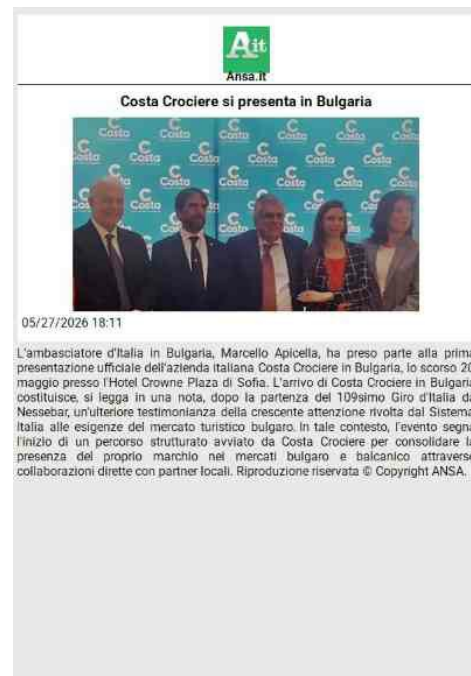 Ait
Ansa.it
Costa Crociere si presenta in Bulgaria
C Costa
05/27/2026 18:11
L'ambasciatore d'Italia in Bulgaria, Marcello Apicella, ha preso parte alla prima
presentazione ufficiale dell'azienda italiana Costa Crociere in Bulgaria, lo scorso 20
maggio presso l'Hotel Crowne Plaza di Sofia. L'arrivo di Costa Crociere in Bulgaria
costituisce, si legga in una nota, dopo la partenza del 109simo Giro d'Italia da
Nessebar, un'ulteriore testimonianza della crescente attenzione rivolta dal Sistema
Italia alle esigenze del mercato turistico bulgaro. In tale contesto, l'evento segna
l'inizio di un percorso strutturato avviato da Costa Crociere per consolidare la
presenza del proprio marchio nei mercati bulgaro e balcanico attraverso
collaborazioni dirette con partner locali. Riproduzione riservata © Copyright ANSA.